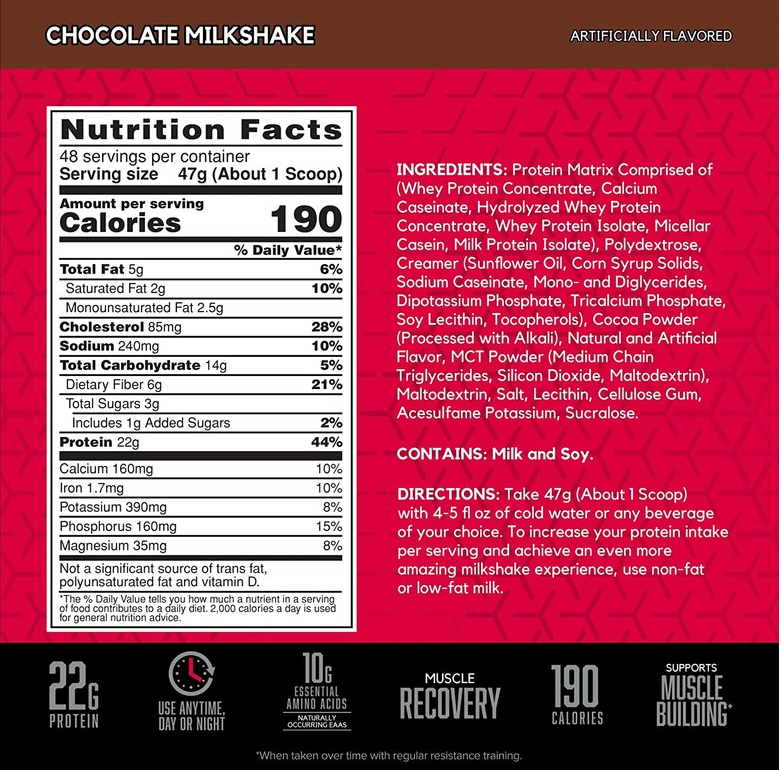 CHOCOLATE MILKSHAKE
ARTIFICIALLY FLAVORED
Nutrition Facts
48 servings per container
Serving size 47g (About 1 Scoop)
Amount per serving
Calories 190
% Daily Value*
Total Fat 5g 6%
Saturated Fat 2g 10%
Monounsaturated Fat 2.5g
Cholesterol 85mg 28%
Sodium 240mg 10%
Total Carbohydrate 14g 5%
Dietary Fiber 6g 21%
Total Sugars 3g
Includes 1g Added Sugars 2%
Protein 22g 44%
Calcium 160mg 10%
Iron 1.7mg 10%
Potassium 390mg 8%
Phosphorus 160mg 15%
Magnesium 35mg 8%
Not a significant source of trans fat,
polyunsaturated fat and vitamin D.
*The % Daily Value tells you how much a nutrient in a serving
of food contributes to a daily diet. 2,000 calories a day is used
for general nutrition advice.
INGREDIENTS: Protein Matrix Comprised of
(Whey Protein Concentrate, Calcium
Caseinate, Hydrolyzed Whey Protein
Concentrate, Whey Protein Isolate, Micellar
Casein, Milk Protein Isolate), Polydextrose,
Creamer (Sunflower Oil, Corn Syrup Solids,
Sodium Caseinate, Mono- and Diglycerides,
Dipotassium Phosphate, Tricalcium Phosphate,
Soy Lecithin, Tocopherols), Cocoa Powder
(Processed with Alkali), Natural and Artificial
Flavor, MCT Powder (Medium Chain
Triglycerides, Silicon Dioxide, Maltodextrin),
Maltodextrin, Salt, Lecithin, Cellulose Gum,
Acesulfame Potassium, Sucralose.
CONTAINS: Milk and Soy.
DIRECTIONS: Take 47g (About 1 Scoop)
with 4-5 fl oz of cold water or any beverage
of your choice. To increase your protein intake
per serving and achieve an even more
amazing milkshake experience, use non-fat
or low-fat milk.
22G
PROTEIN
USE ANYTIME,
DAY OR NIGHT
10G
ESSENTIAL
AMINO ACIDS
NATURALLY
OCCURRING EAAS
MUSCLE
RECOVERY
190
CALORIES
SUPPORTS
MUSCLE
BUILDING*
*When taken over time with regular resistance training.